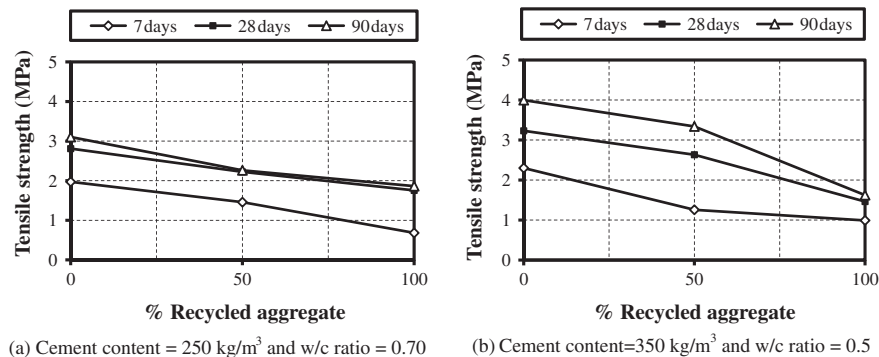 7days 28days 90days
Tensile strength (MPa)
5
4
3
2
1
0
0 50 100
% Recycled aggregate
(a) Cement content = 250 kg/m³ and w/c ratio = 0.70
7days 28days 90days
Tensile strength (MPa)
5
4
3
2
1
0
0 50 100
% Recycled aggregate
(b) Cement content=350 kg/m³ and w/c ratio = 0.5